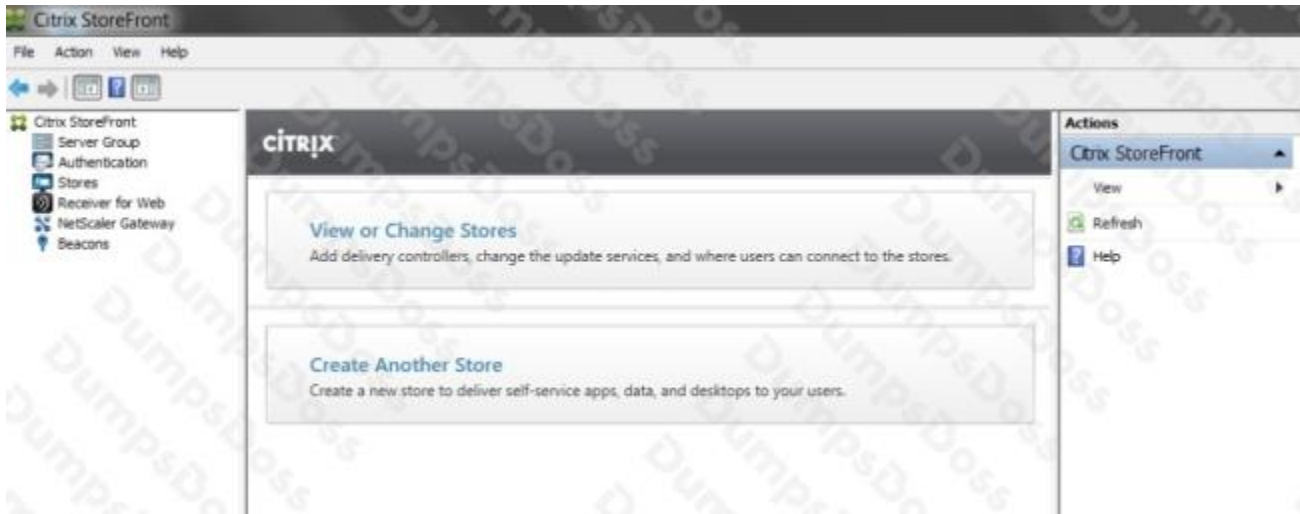 Citrix StoreFront
File Action View Help
Citrix StoreFront
Server Group
Authentication
Stores
Receiver for Web
NetScaler Gateway
Beacons
CITRIX
View or Change Stores
Add delivery controllers, change the update services, and where users can connect to the stores.
Create Another Store
Create a new store to deliver self-service apps, data, and desktops to your users.
Actions
Citrix StoreFront
View
Refresh
Help
DumpsDoss